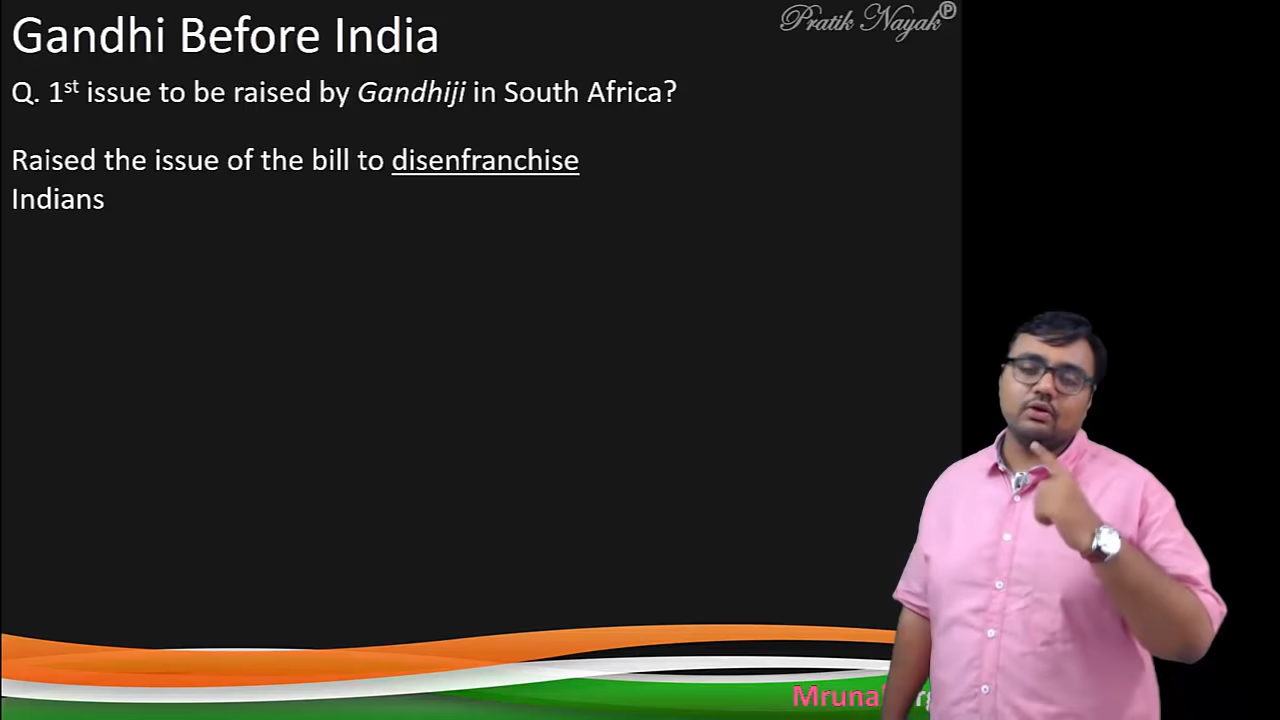 Gandhi Before India
Pratik Nayak
Q. 1st issue to be raised by Gandhiji in South Africa?
Raised the issue of the bill to disenfranchise
Indians